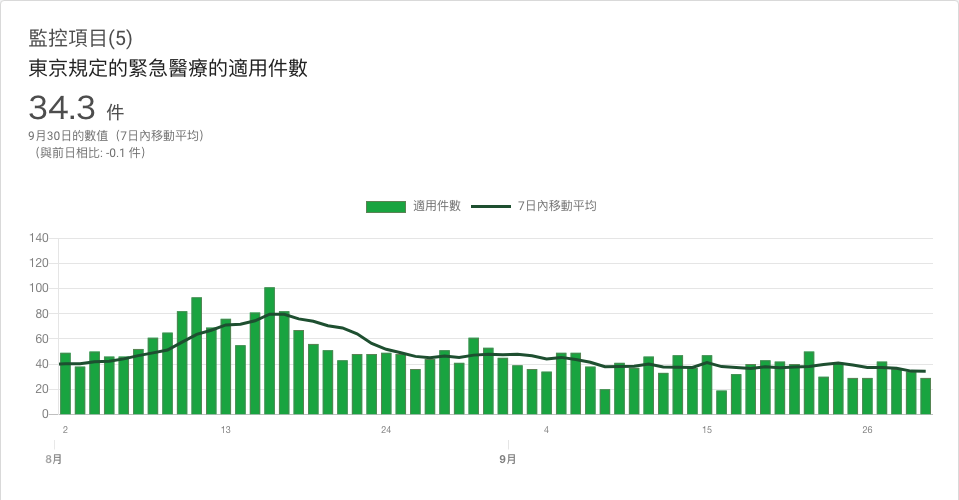 監控項目(5)
東京規定的緊急醫療的適用件數
34.3 件
9月30日的數值（7日內移動平均）
（與前日相比: -0.1 件）
適用件數 7日內移動平均
140
120
100
80
60
40
20
0
2 13 24 4 15 26
8月 9月